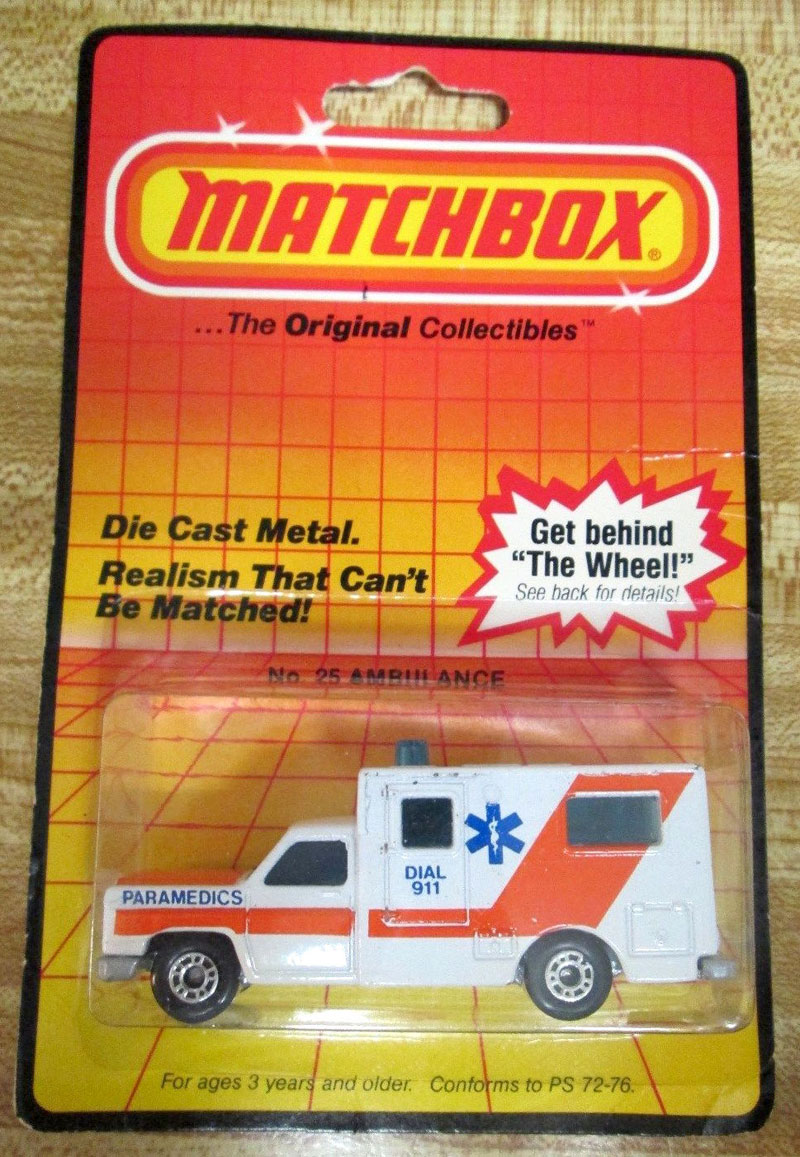 MATCHBOX®
...The Original Collectibles™
Die Cast Metal.
Realism That Can't
Be Matched!
Get behind
“The Wheel!”
See back for details!
No. 25 AMBULANCE
DIAL
911
PARAMEDICS
For ages 3 years and older. Conforms to PS 72-76.